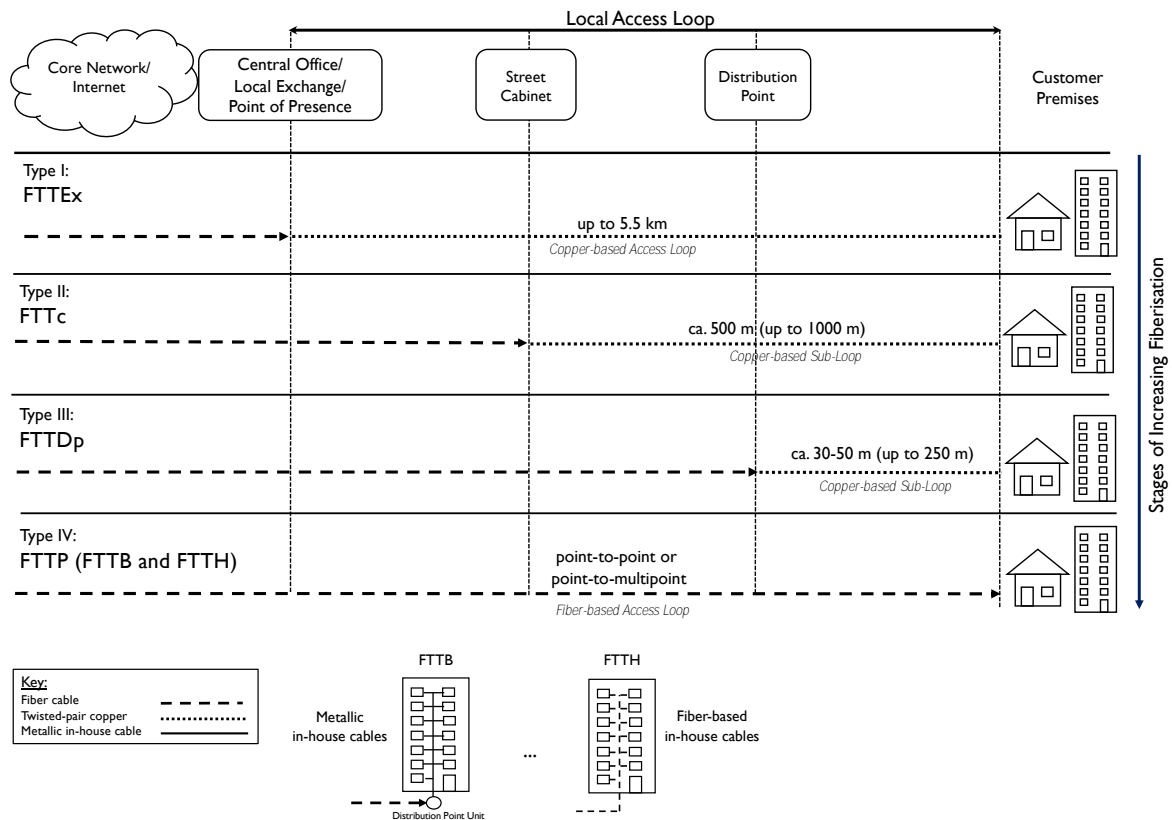 Local Access Loop
Core Network/
Internet
Central Office/
Local Exchange/
Point of Presence
Street
Cabinet
Distribution
Point
Customer
Premises
Type I:
FTTEx
up to 5.5 km
Copper-based Access Loop
Type II:
FTTc
ca. 500 m (up to 1000 m)
Copper-based Sub-Loop
Type III:
FTTDp
ca. 30-50 m (up to 250 m)
Copper-based Sub-Loop
Type IV:
FTTP (FTTB and FTTH)
point-to-point or
point-to-multipoint
Fiber-based Access Loop
Stages of Increasing Fiberisation
Key:
Fiber cable
Twisted-pair copper
Metallic in-house cable
FTTB
Metallic
in-house cables
Distribution Point Unit
...
FTTH
Fiber-based
in-house cables